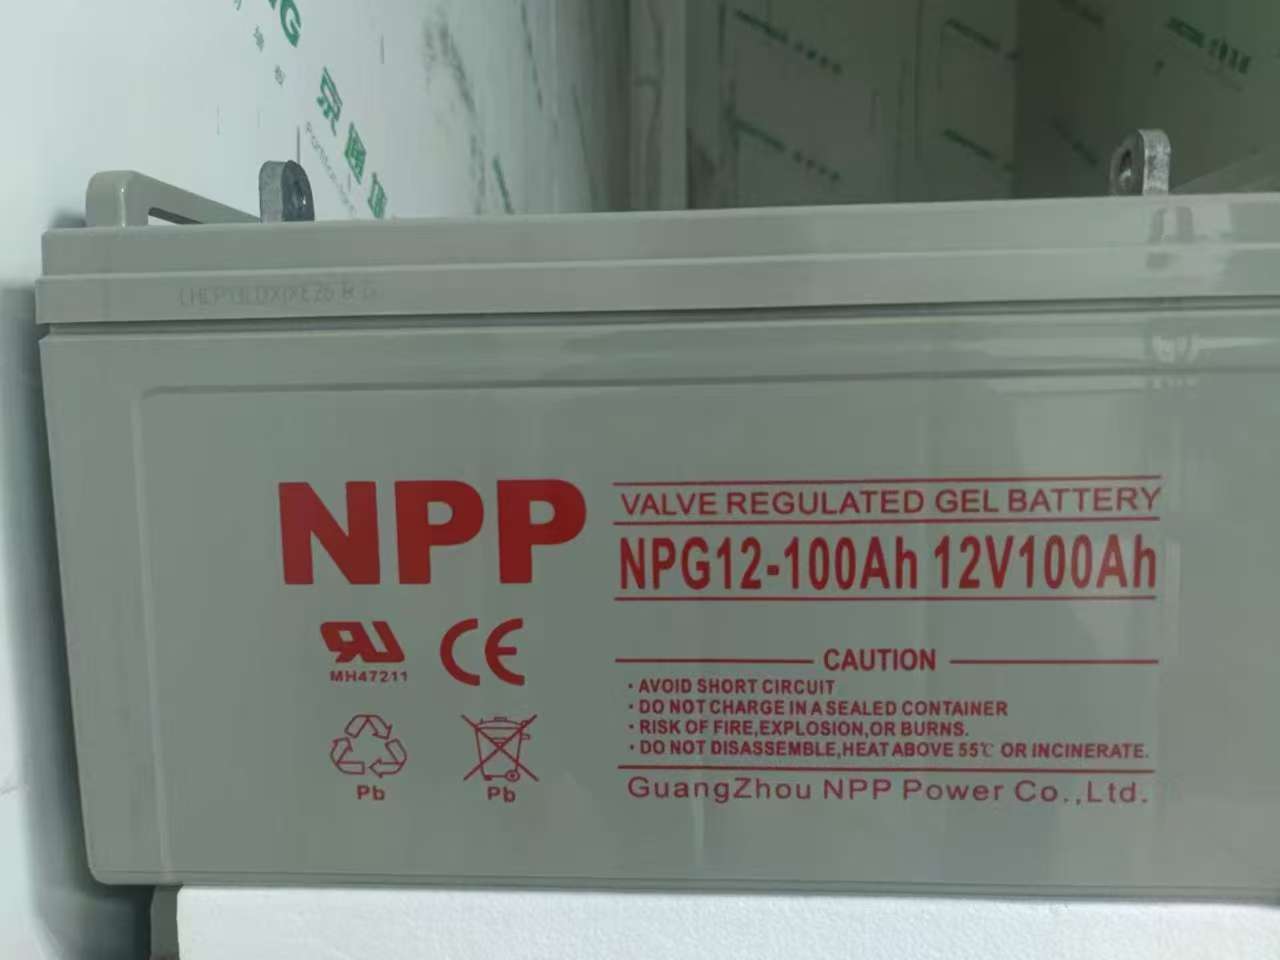 京
NPP
VALVE REGULATED GEL BATTERY
NPG12-100Ah 12V100Ah
MH47211
CE
CAUTION
· AVOID SHORT CIRCUIT
· DO NOT CHARGE IN A SEALED CONTAINER
· RISK OF FIRE,EXPLOSION,OR BURNS.
· DO NOT DISASSEMBLE,HEAT ABOVE 55℃ OR INCINERATE.
Pb
Pb
GuangZhou NPP Power Co.,Ltd.